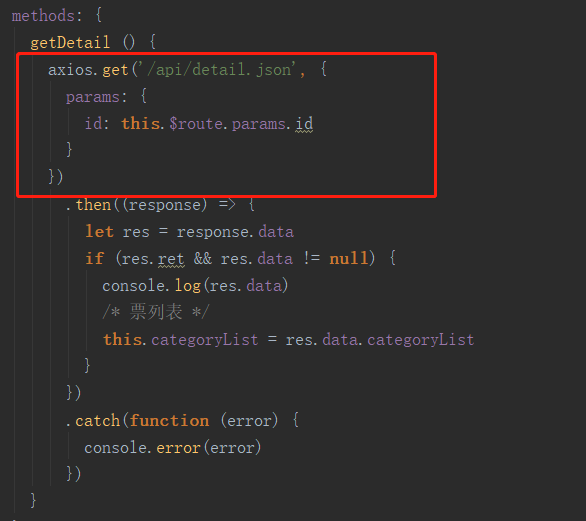 methods: {
getDetail () {
axios.get('/api/detail.json', {
params: {
id: this.$route.params.id
}
})
.then((response) => {
let res = response.data
if (res.ret && res.data != null) {
console.log(res.data)
/* 票列表 */
this.categoryList = res.data.categoryList
}
})
.catch(function (error) {
console.error(error)
})
}